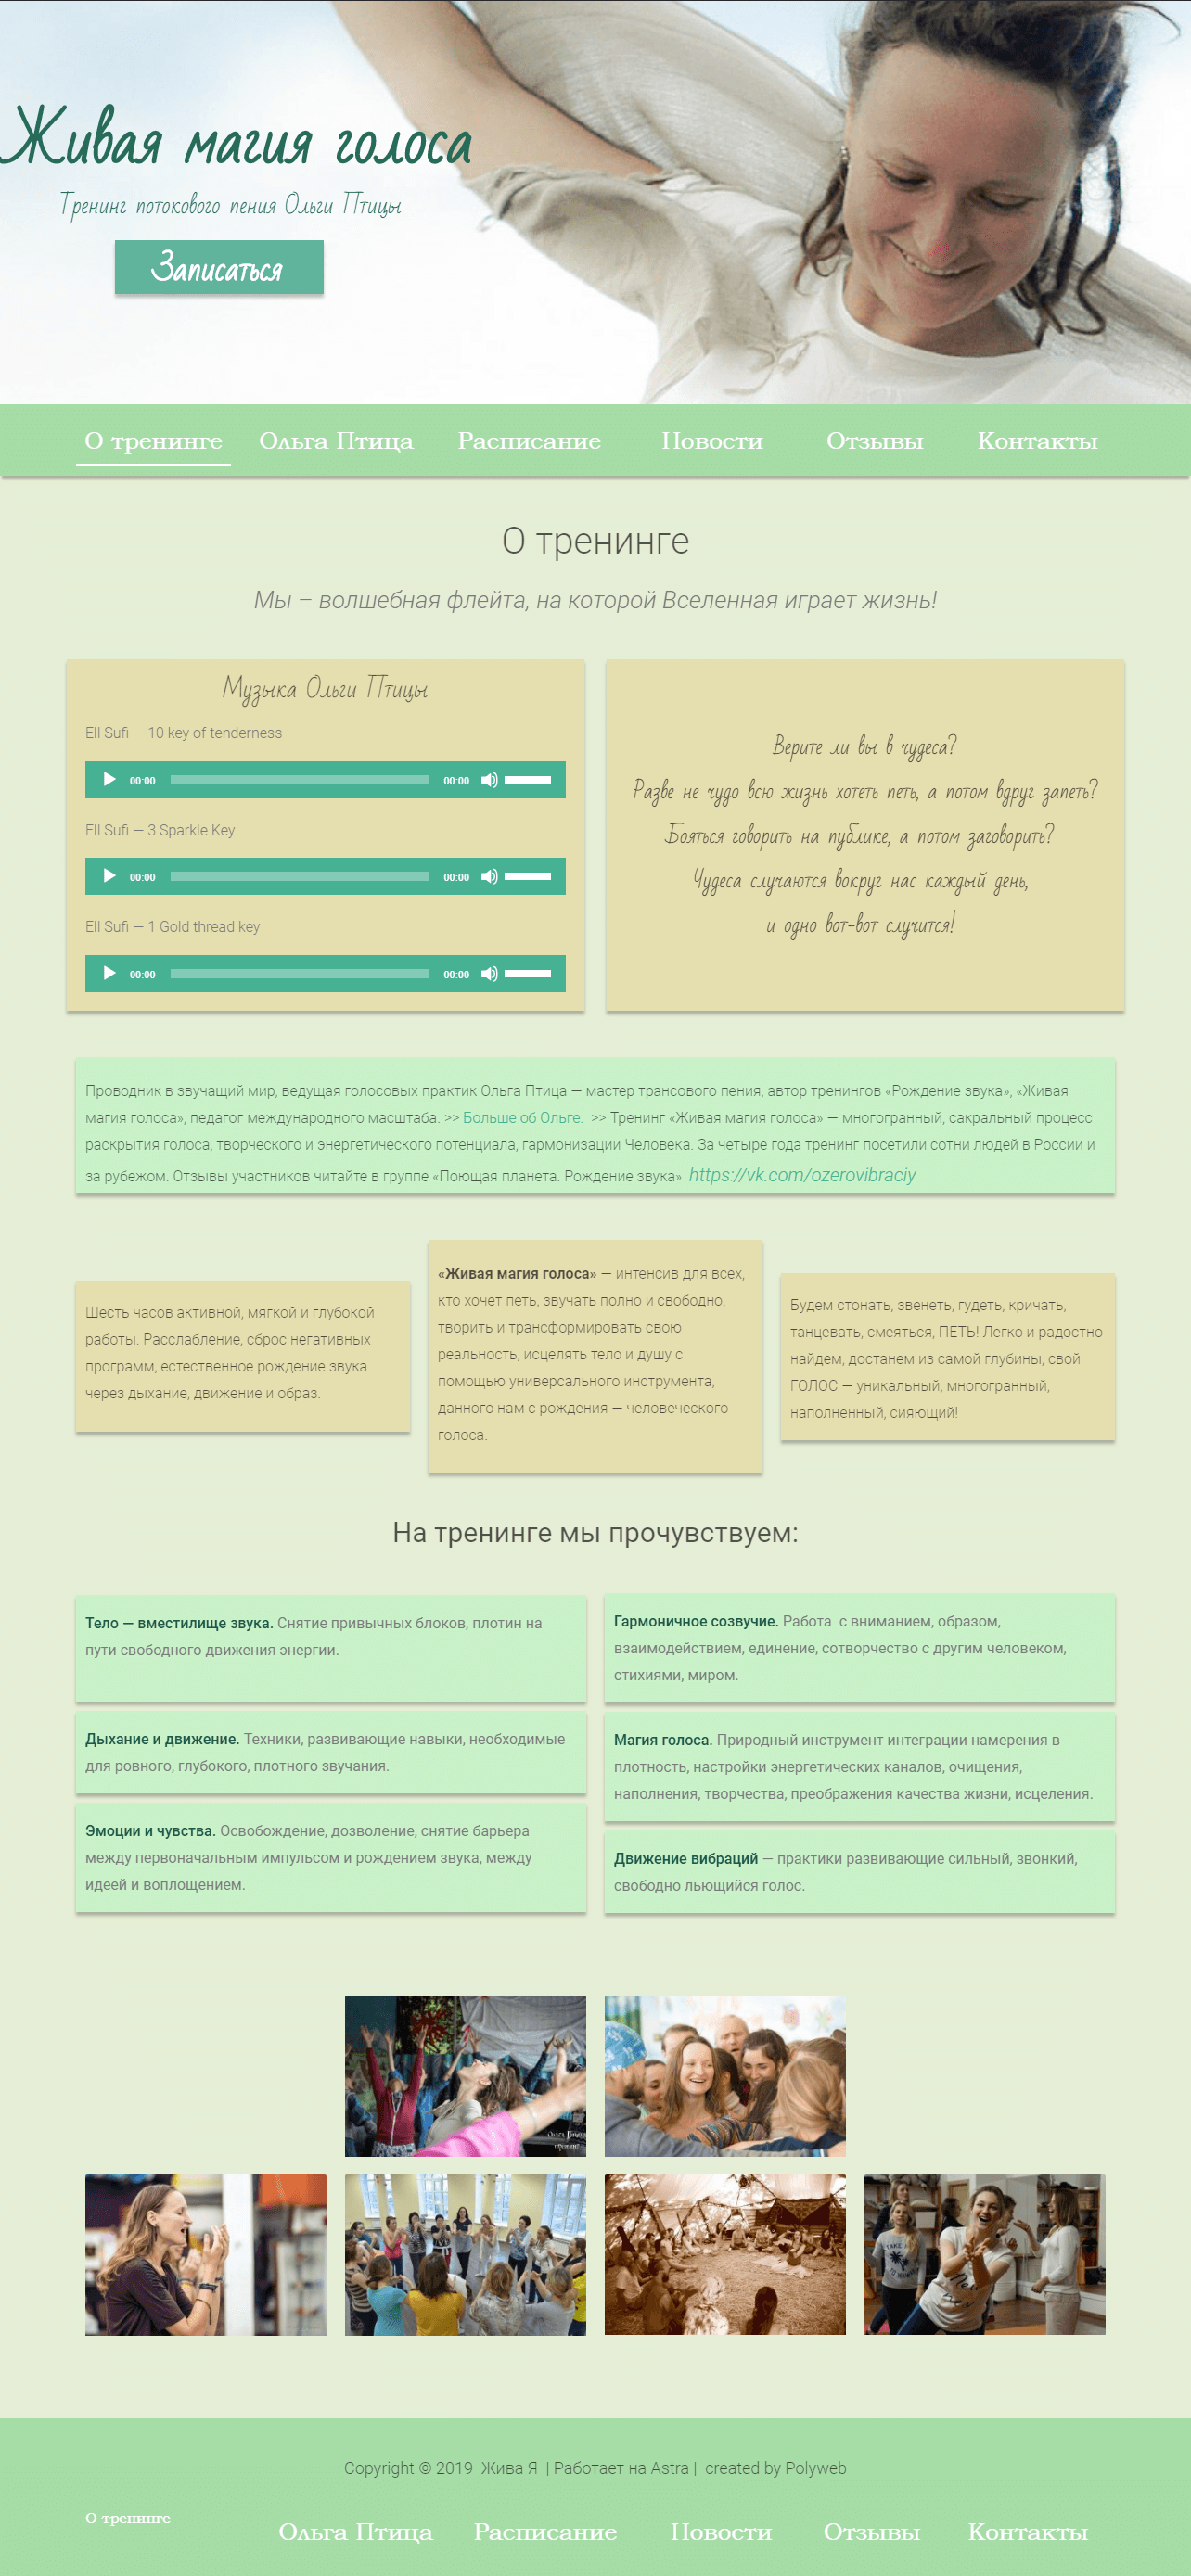 Живая магия голоса
Тренинг потокового пения Ольги Птицы
Записаться
О тренинге Ольга Птица Расписание Новости Отзывы Контакты
О тренинге
Мы – волшебная флейта, на которой Вселенная играет жизнь!
Музыка Ольги Птицы
Ell Sufi — 10 key of tenderness
00:00 00:00
Ell Sufi — 3 Sparkle Key
00:00 00:00
Ell Sufi — 1 Gold thread key
00:00 00:00
Верите ли вы в чудеса?
Разве не чудо всю жизнь хотеть петь, а потом вдруг запеть?
Бояться говорить на публике, а потом заговорить?
Чудеса случаются вокруг нас каждый день,
и одно вот-вот случится!
Проводник в звучащий мир, ведущая голосовых практик Ольга Птица — мастер трансового пения, автор тренингов «Рождение звука», «Живая
магия голоса», педагог международного масштаба. >> Больше об Ольге. >> Тренинг «Живая магия голоса» — многогранный, сакральный процесс
раскрытия голоса, творческого и энергетического потенциала, гармонизации Человека. За четыре года тренинг посетили сотни людей в России и
за рубежом. Отзывы участников читайте в группе «Поющая планета. Рождение звука» https://vk.com/ozerovibraciy
Шесть часов активной, мягкой и глубокой
работы. Расслабление, сброс негативных
программ, естественное рождение звука
через дыхание, движение и образ.
«Живая магия голоса» — интенсив для всех,
кто хочет петь, звучать полно и свободно,
творить и трансформировать свою
реальность, исцелять тело и душу с
помощью универсального инструмента,
данного нам с рождения — человеческого
голоса.
Будем стонать, звенеть, гудеть, кричать,
танцевать, смеяться, ПЕТЬ! Легко и радостно
найдем, достанем из самой глубины, свой
ГОЛОС — уникальный, многогранный,
наполненный, сияющий!
На тренинге мы прочувствуем:
Тело — вместилище звука. Снятие привычных блоков, плотин на
пути свободного движения энергии.
Дыхание и движение. Техники, развивающие навыки, необходимые
для ровного, глубокого, плотного звучания.
Эмоции и чувства. Освобождение, дозволение, снятие барьера
между первоначальным импульсом и рождением звука, между
идеей и воплощением.
Гармоничное созвучие. Работа с вниманием, образом,
взаимодействием, единение, сотворчество с другим человеком,
стихиями, миром.
Магия голоса. Природный инструмент интеграции намерения в
плотность, настройки энергетических каналов, очищения,
наполнения, творчества, преображения качества жизни, исцеления.
Движение вибраций — практики развивающие сильный, звонкий,
свободно льющийся голос.
Copyright © 2019 Жива Я | Работает на Astra | created by Polyweb
О тренинге Ольга Птица Расписание Новости Отзывы Контакты